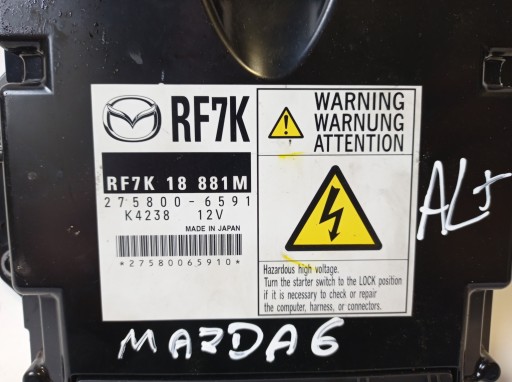 RF7K
RF7K 18 881M
275800-6591
K4238 12V
MADE IN JAPAN
*27580065910*
WARNING
WARNUNG
ATTENTION
Hazardous high voltage.
Turn the starter switch to the LOCK position
if it is necessary to check or repair
the computer, harness, or connectors.
MAZDA 6